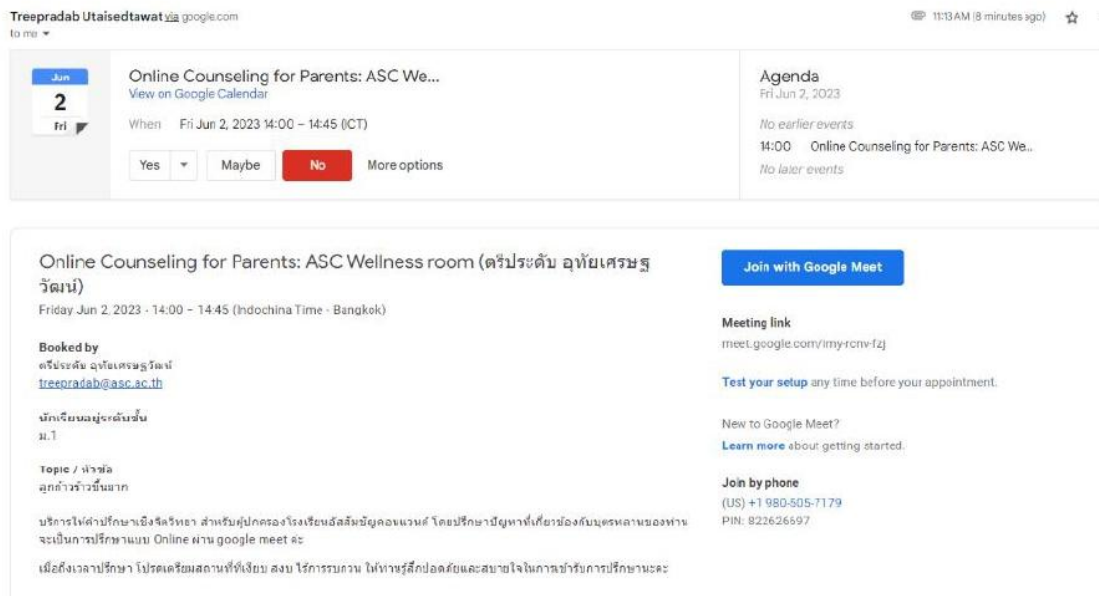 Treepradab Utaisedtawat via google.com
11:13 AM (8 minutes ago)
to me
Jun
2
Fri
Online Counseling for Parents: ASC We...
View on Google Calendar
When Fri Jun 2, 2023 14:00 – 14:45 (ICT)
Yes Maybe No More options
Agenda
Fri Jun 2, 2023
No earlier events
14:00 Online Counseling for Parents: ASC We...
No later events
Online Counseling for Parents: ASC Wellness room (ตรีประดับ อุทัยเศรษฐ
วัฒน์)
Friday Jun 2, 2023 · 14:00 – 14:45 (Indochina Time - Bangkok)
Booked by
ตรีประดับ อุทัยเศรษฐวัฒน์
treepradab@asc.ac.th
นักเรียนอยู่ระดับชั้น
ม.1
Topic / หัวข้อ
ลูกก้าวร้าวขึ้นมาก
บริการให้คำปรึกษาเชิงจิตวิทยา สำหรับผู้ปกครองโรงเรียนอัสสัมชัญคอนแวนต์ โดยปรึกษาปัญหาที่เกี่ยวข้องกับบุตรหลานของท่าน
จะเป็นการปรึกษาแบบ Online ผ่าน google meet ค่ะ
เมื่อถึงเวลาปรึกษา โปรดเตรียมสถานที่ที่เงียบ สงบ ไร้การรบกวน ให้ท่านรู้สึกปลอดภัยและสบายใจในการเข้ารับการปรึกษานะคะ
Join with Google Meet
Meeting link
Test your setup any time before your appointment.
New to Google Meet?
Learn more about getting started.
Join by phone
(US) +1 980-505-7179
PIN: 822626697